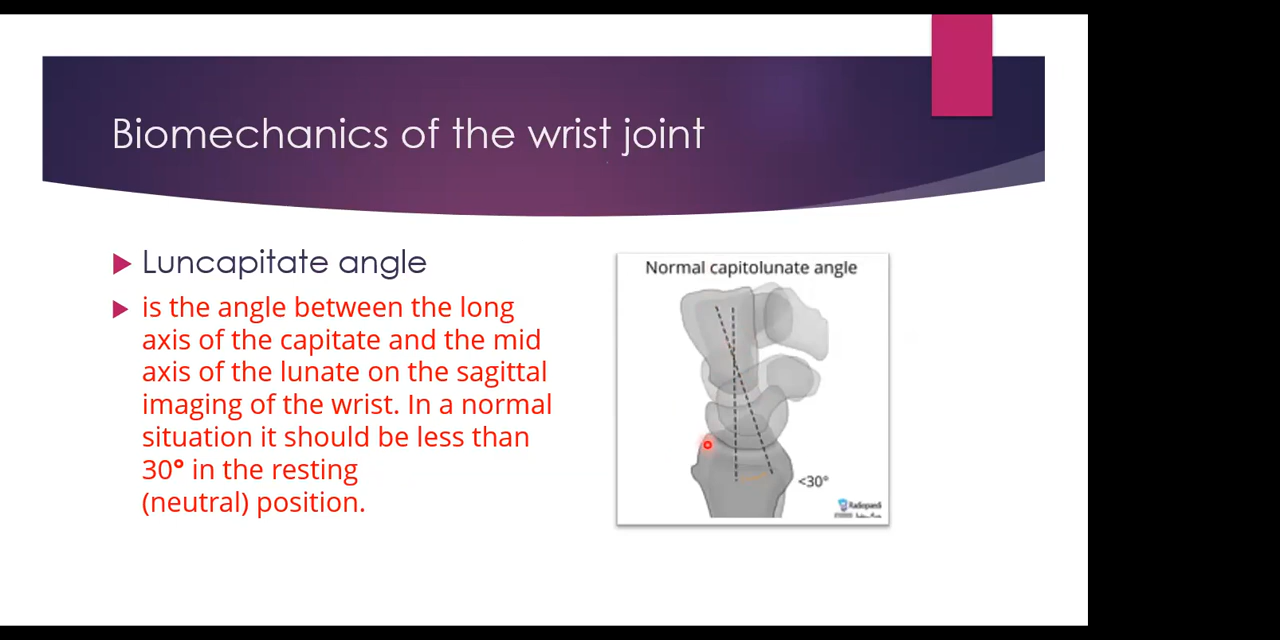 Biomechanics of the wrist joint
Luncapitate angle
is the angle between the long
axis of the capitate and the mid
axis of the lunate on the sagittal
imaging of the wrist. In a normal
situation it should be less than
30° in the resting
(neutral) position.
Normal capitolunate angle
<30°